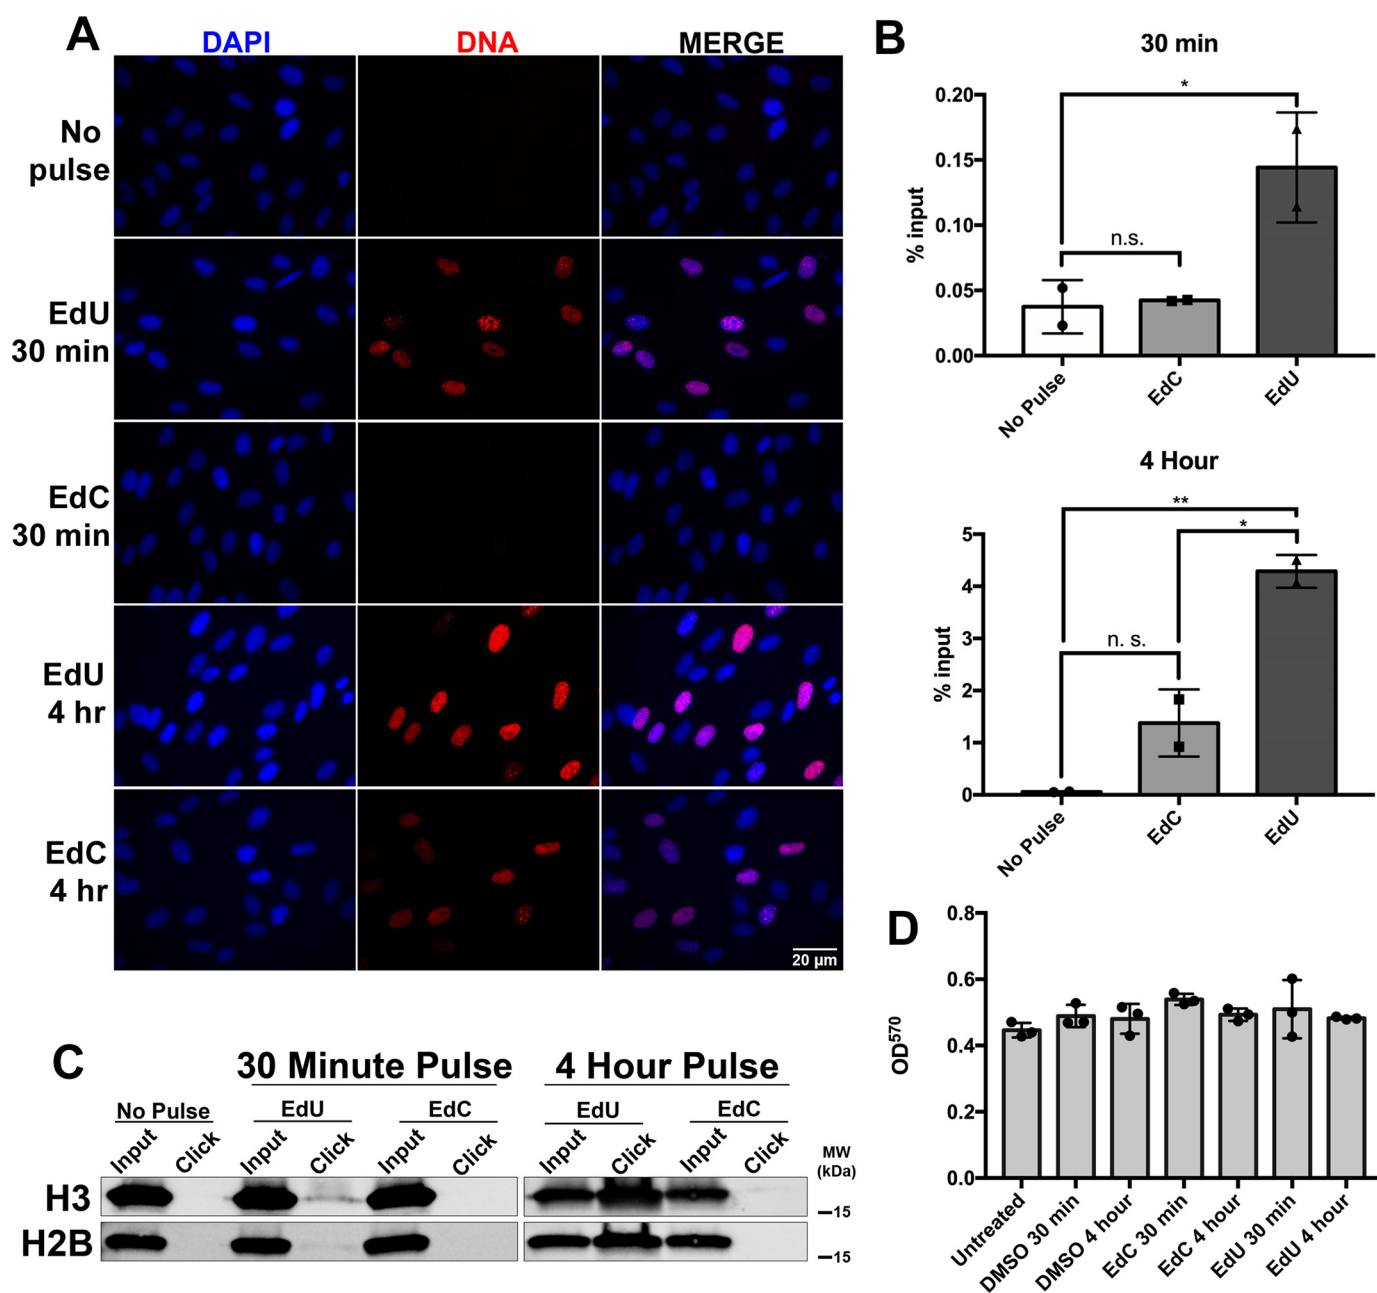 A
DAPI
DNA
MERGE
No
pulse
EdU
30 min
EdC
30 min
EdU
4 hr
EdC
4 hr
20 µm
B
30 min
*
n.s.
% input
0.20
0.15
0.10
0.05
0.00
No Pulse
EdC
EdU
4 Hour
**
*
n. s.
% input
5
4
3
2
1
0
No Pulse
EdC
EdU
C
30 Minute Pulse
4 Hour Pulse
No Pulse
EdU
EdC
EdU
EdC
Input
Click
Input
Click
Input
Click
Input
Click
Input
Click
MW
(kDa)
H3
15
H2B
15
D
OD570
0.8
0.6
0.4
0.2
0.0
Untreated
DMSO 30 min
DMSO 4 hour
EdC 30 min
EdC 4 hour
EdU 30 min
EdU 4 hour